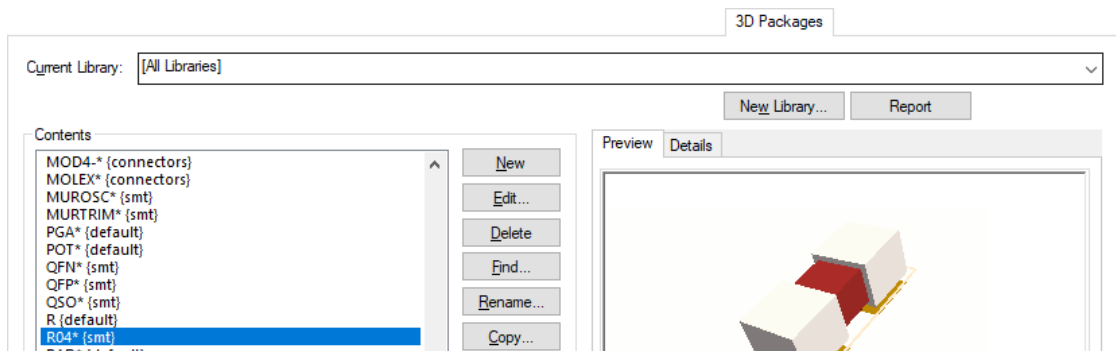 3D Packages
Current Library: [All Libraries]
New Library... Report
Contents
Preview Details
MOD4-* {connectors}
MOLEX* {connectors}
MUROSC* {smt}
MURTRIM* {smt}
PGA* {default}
POT* {default}
QFN* {smt}
QFP* {smt}
QSO* {smt}
R {default}
R04* {smt}
New
Edit...
Delete
Find...
Rename...
Copy...